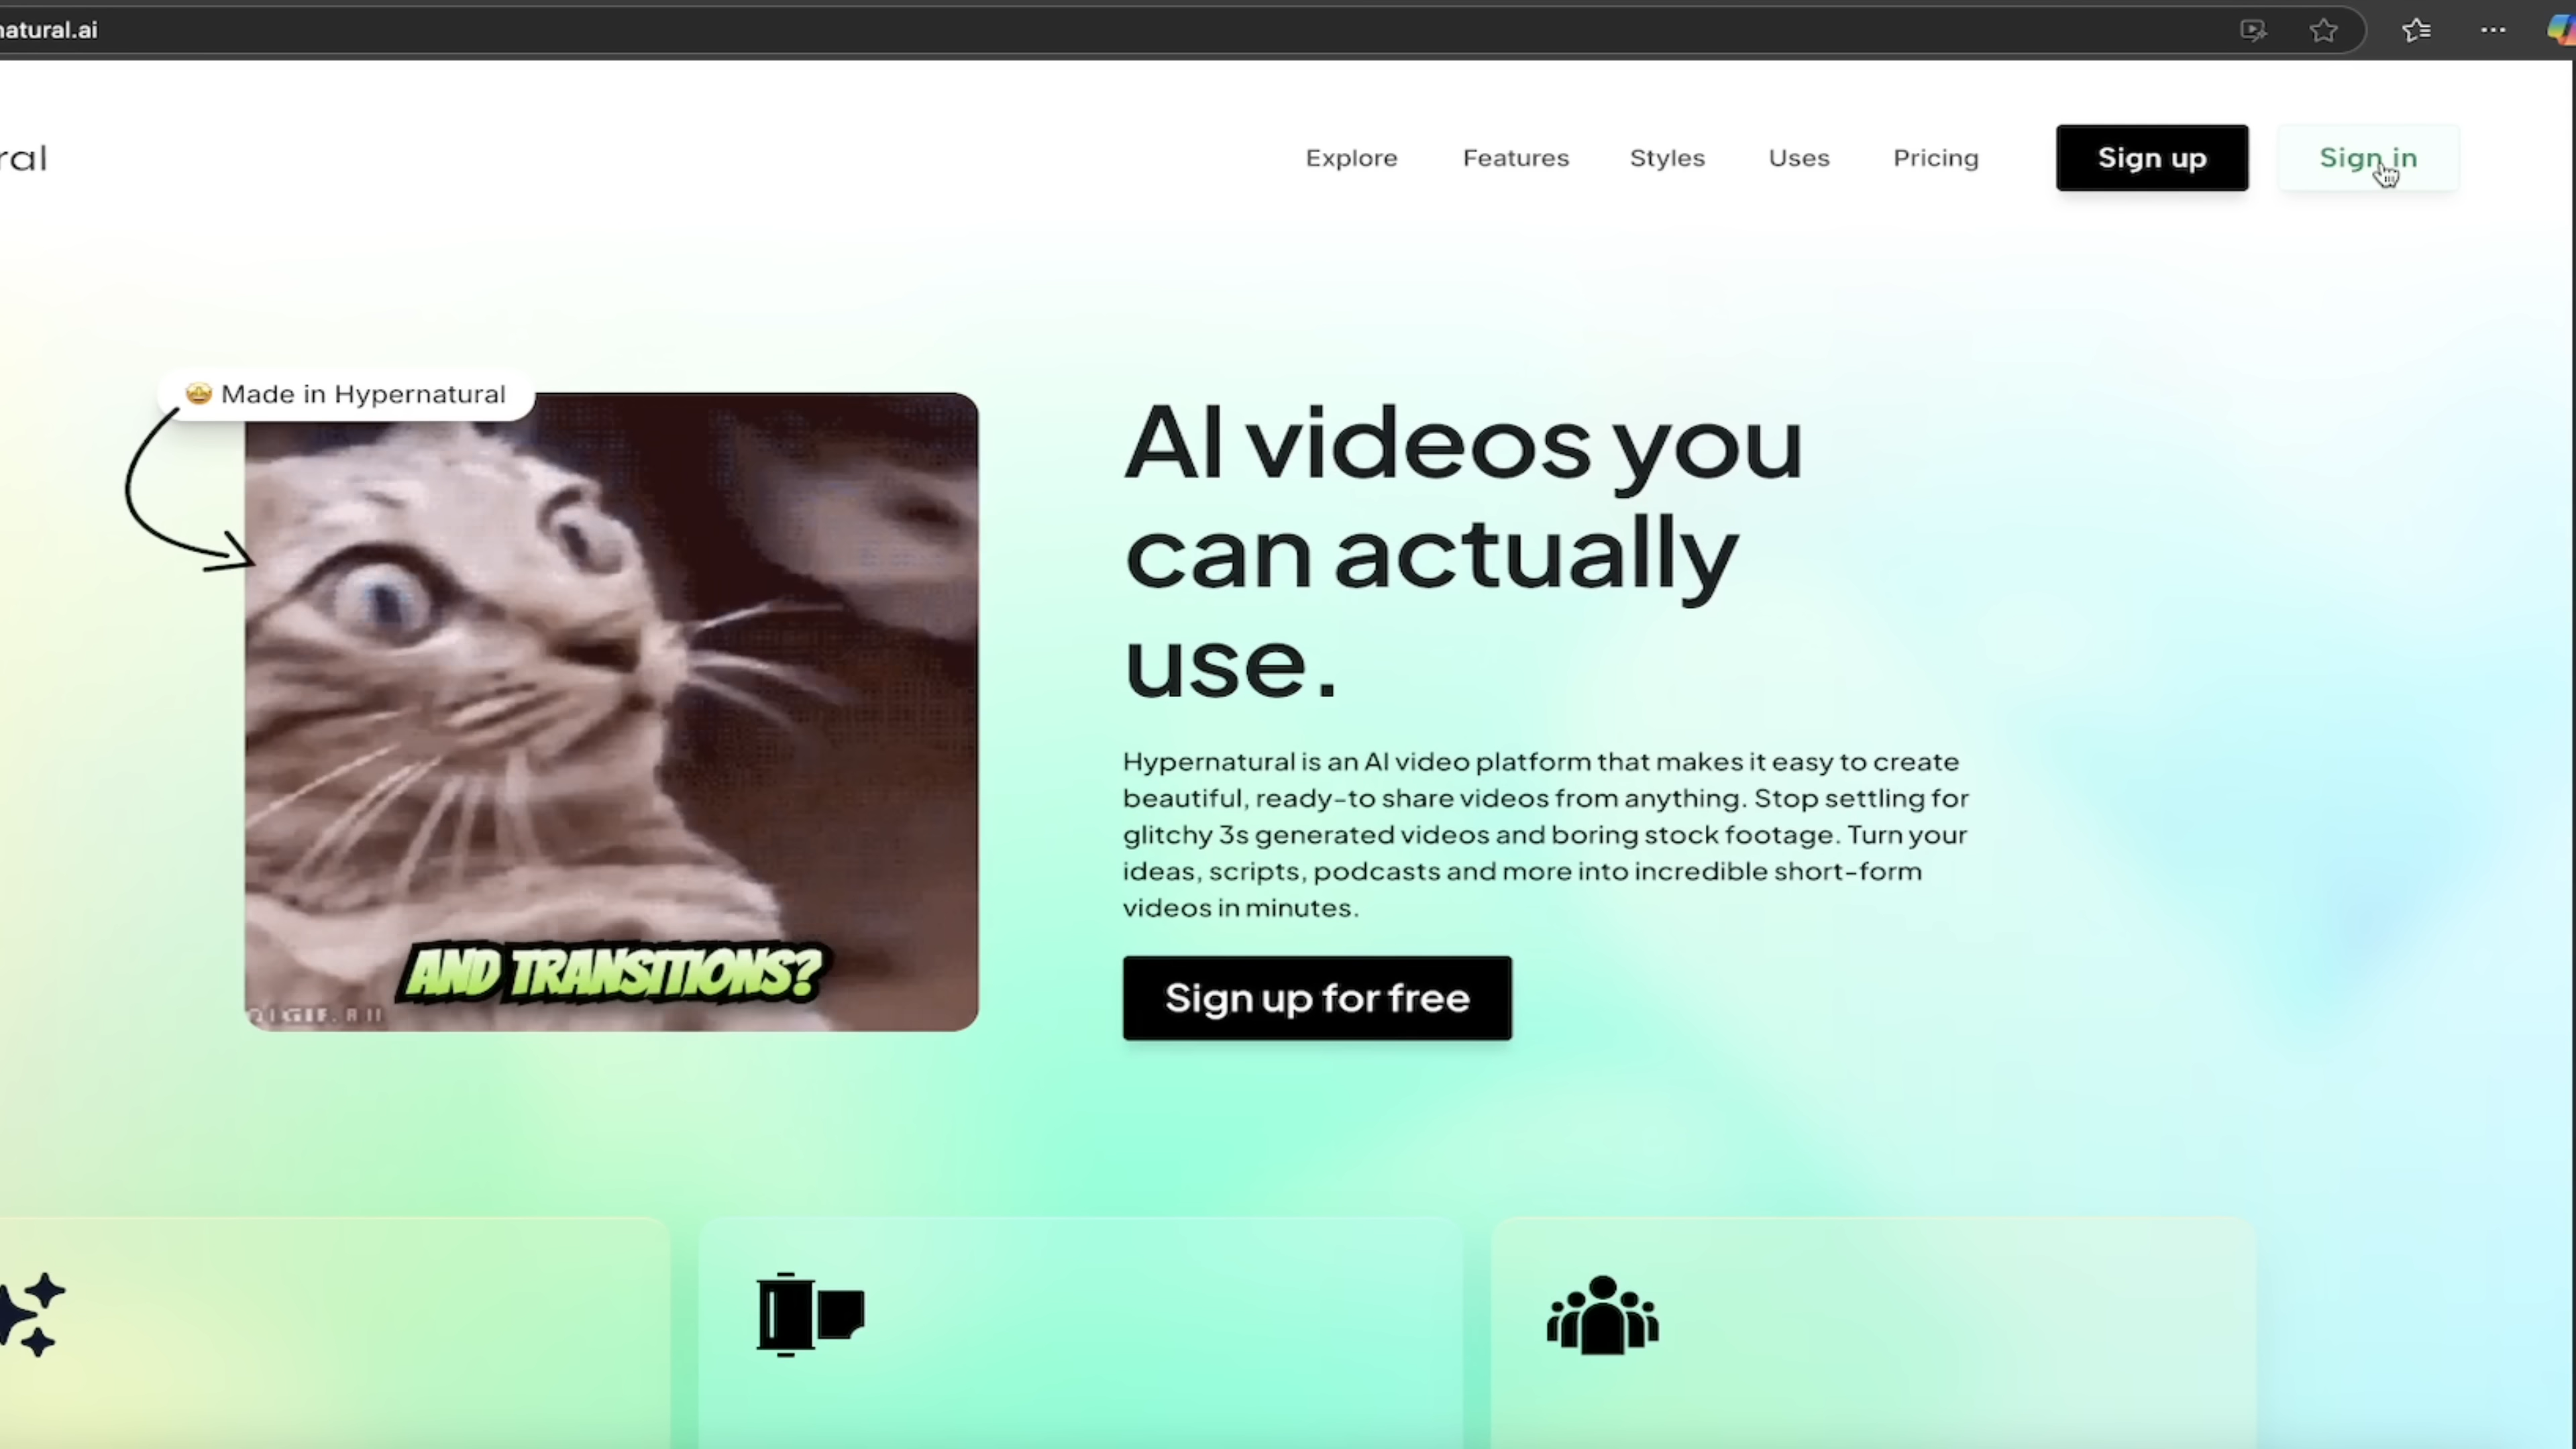 natural.ai
ral
Explore
Features
Styles
Uses
Pricing
Sign up
Sign in
🤩 Made in Hypernatural
AND TRANSITIONS?
AI videos you
can actually
use.
Hypernatural is an AI video platform that makes it easy to create
beautiful, ready-to share videos from anything. Stop settling for
glitchy 3s generated videos and boring stock footage. Turn your
ideas, scripts, podcasts and more into incredible short-form
videos in minutes.
Sign up for free